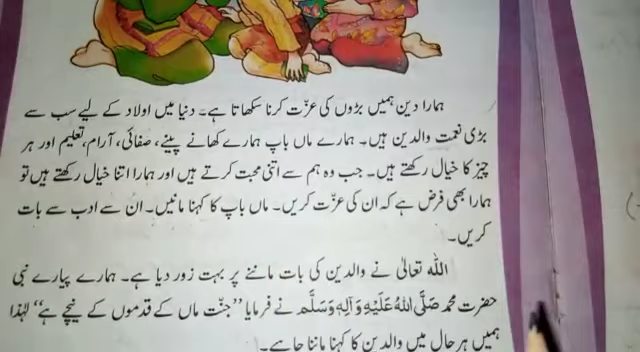 ہمارا دین ہمیں بڑوں کی عزّت کرنا سکھاتا ہے۔ دنیا میں اولاد کے لیے سب سے
بڑی نعمت والدین ہیں۔ ہمارے ماں باپ ہمارے کھانے پینے، صفائی، آرام، تعلیم اور ہر
چیز کا خیال رکھتے ہیں۔ جب وہ ہم سے اتنی محبت کرتے ہیں اور ہمارا اتنا خیال رکھتے ہیں تو
ہمارا بھی فرض ہے کہ ان کی عزّت کریں۔ ماں باپ کا کہنا مانیں۔ ان سے ادب سے بات
کریں۔
اللہ تعالیٰ نے والدین کی بات ماننے پر بہت زور دیا ہے۔ ہمارے پیارے نبی
حضرت محمد صَلَّی اللہُ عَلَیْہِ وَآلِہٖ وَسَلَّم نے فرمایا ”جنّت ماں کے قدموں کے نیچے ہے“ لہٰذا
ہمیں ہر حال میں والدین کا کہنا ماننا چاہیے۔